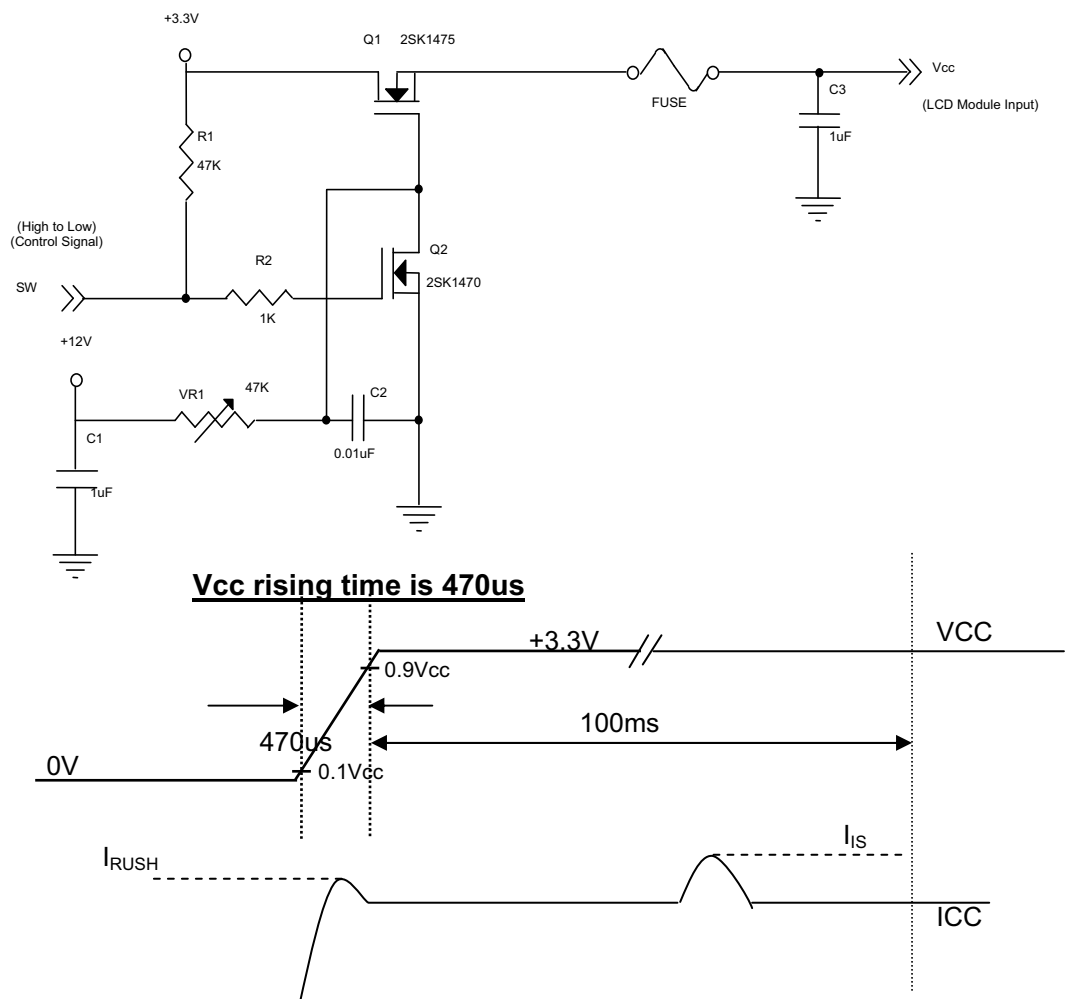 +3.3V
Q1 2SK1475
Vcc
C3
FUSE
(LCD Module Input)
R1
1uF
47K
(High to Low)
(Control Signal)
Q2
R2
2SK1470
SW
1K
+12V
VR1
47K
C2
C1
0.01uF
1uF
Vcc rising time is 470us
+3.3V
VCC
0.9Vcc
100ms
470us
0V
0.1Vcc
IRUSH
IIS
ICC